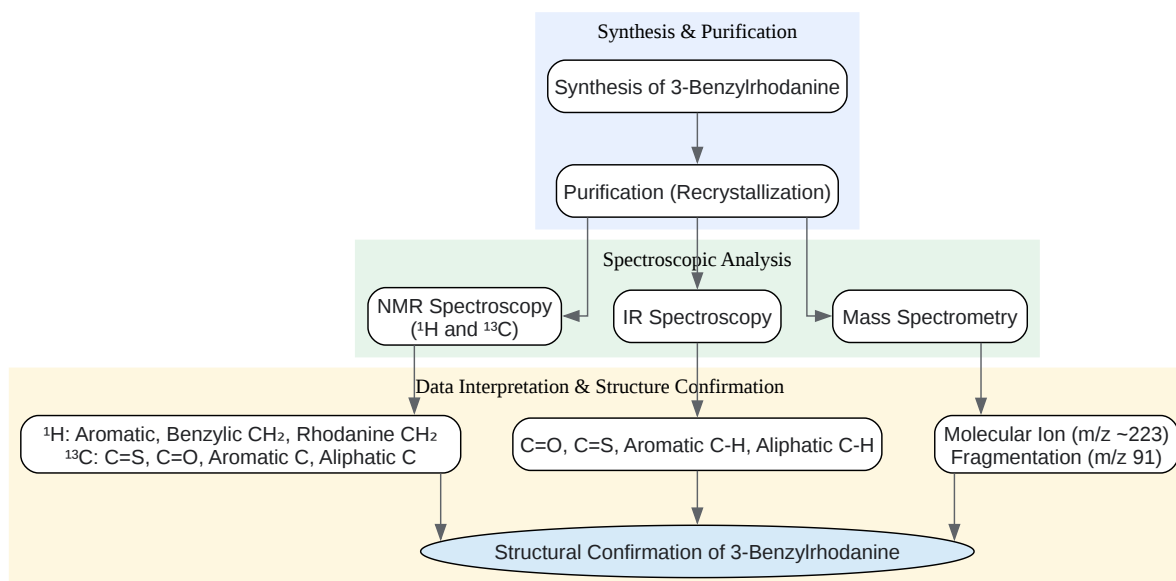 Synthesis & Purification
Synthesis of 3-Benzylrhodanine
Purification (Recrystallization)
Spectroscopic Analysis
NMR Spectroscopy
(¹H and ¹³C)
IR Spectroscopy
Mass Spectrometry
Data Interpretation & Structure Confirmation
¹H: Aromatic, Benzylic CH₂, Rhodanine CH₂
¹³C: C=S, C=O, Aromatic C, Aliphatic C
C=O, C=S, Aromatic C-H, Aliphatic C-H
Molecular Ion (m/z ~223)
Fragmentation (m/z 91)
Structural Confirmation of 3-Benzylrhodanine